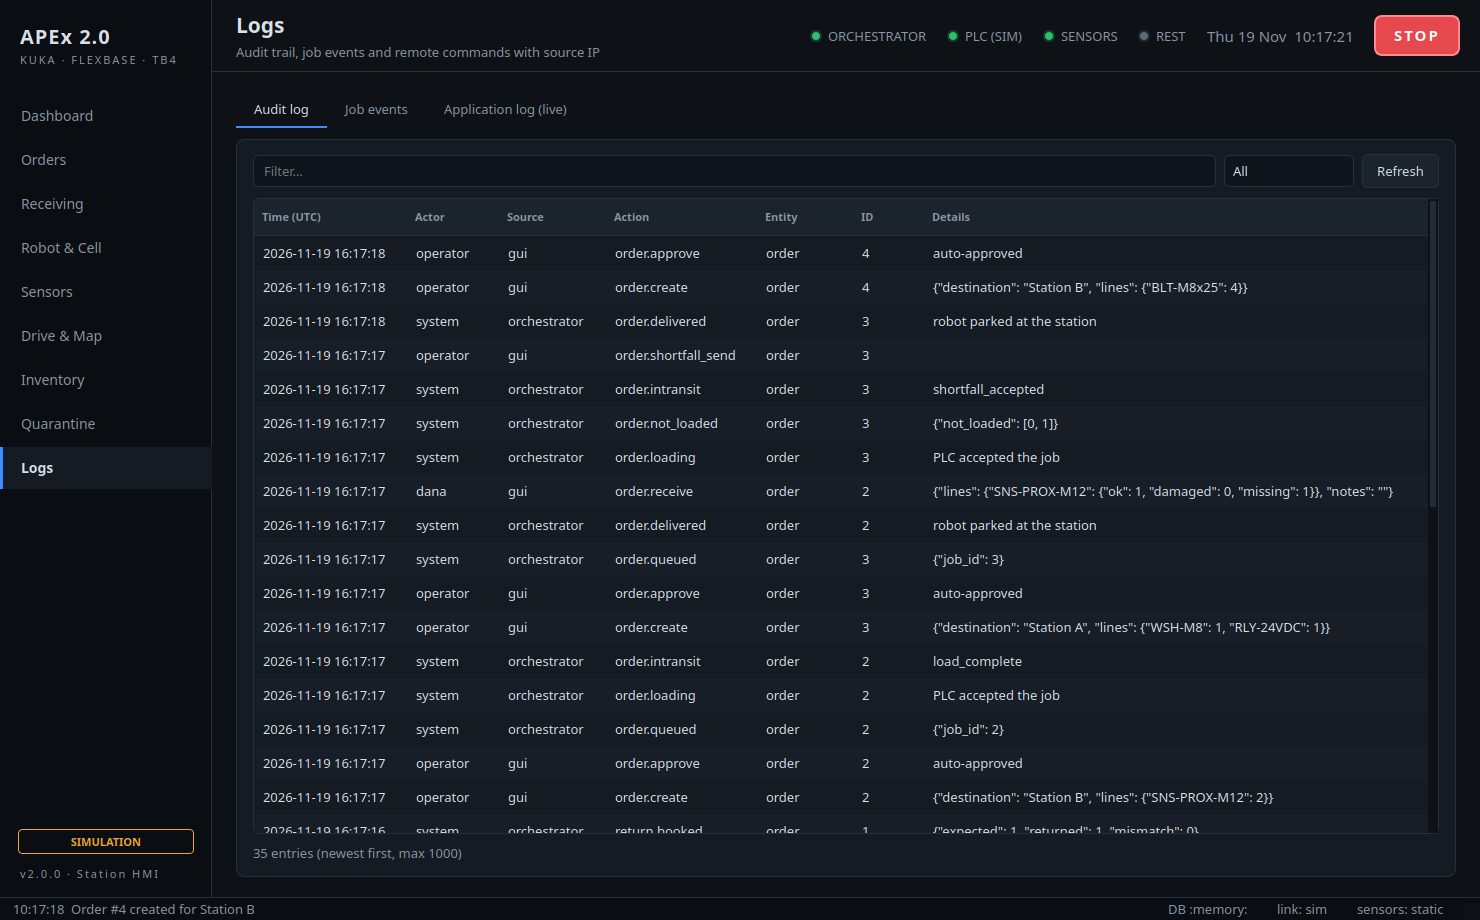 APEx 2.0
KUKA · FLEXBASE · TB4
Dashboard
Orders
Receiving
Robot & Cell
Sensors
Drive & Map
Inventory
Quarantine
Logs
SIMULATION
v2.0.0 · Station HMI
Logs
Audit trail, job events and remote commands with source IP
ORCHESTRATOR PLC (SIM) SENSORS REST Thu 19 Nov 10:17:21 STOP
Audit log Job events Application log (live)
Filter... All Refresh
Time (UTC) Actor Source Action Entity ID Details
2026-11-19 16:17:18 operator gui order.approve order 4 auto-approved
2026-11-19 16:17:18 operator gui order.create order 4 {"destination": "Station B", "lines": {"BLT-M8x25": 4}}
2026-11-19 16:17:18 system orchestrator order.delivered order 3 robot parked at the station
2026-11-19 16:17:17 operator gui order.shortfall_send order 3
2026-11-19 16:17:17 system orchestrator order.intransit order 3 shortfall_accepted
2026-11-19 16:17:17 system orchestrator order.not_loaded order 3 {"not_loaded": [0, 1]}
2026-11-19 16:17:17 system orchestrator order.loading order 3 PLC accepted the job
2026-11-19 16:17:17 dana gui order.receive order 2 {"lines": {"SNS-PROX-M12": {"ok": 1, "damaged": 0, "missing": 1}}, "notes": ""}
2026-11-19 16:17:17 system orchestrator order.delivered order 2 robot parked at the station
2026-11-19 16:17:17 system orchestrator order.queued order 3 {"job_id": 3}
2026-11-19 16:17:17 operator gui order.approve order 3 auto-approved
2026-11-19 16:17:17 operator gui order.create order 3 {"destination": "Station A", "lines": {"WSH-M8": 1, "RLY-24VDC": 1}}
2026-11-19 16:17:17 system orchestrator order.intransit order 2 load_complete
2026-11-19 16:17:17 system orchestrator order.loading order 2 PLC accepted the job
2026-11-19 16:17:17 system orchestrator order.queued order 2 {"job_id": 2}
2026-11-19 16:17:17 operator gui order.approve order 2 auto-approved
2026-11-19 16:17:17 operator gui order.create order 2 {"destination": "Station B", "lines": {"SNS-PROX-M12": 2}}
2026-11-19 16:17:16 system orchestrator return.booked order 1 {"expected": 1, "returned": 1, "mismatch": 0}
35 entries (newest first, max 1000)
10:17:18 Order #4 created for Station B DB :memory: link: sim sensors: static